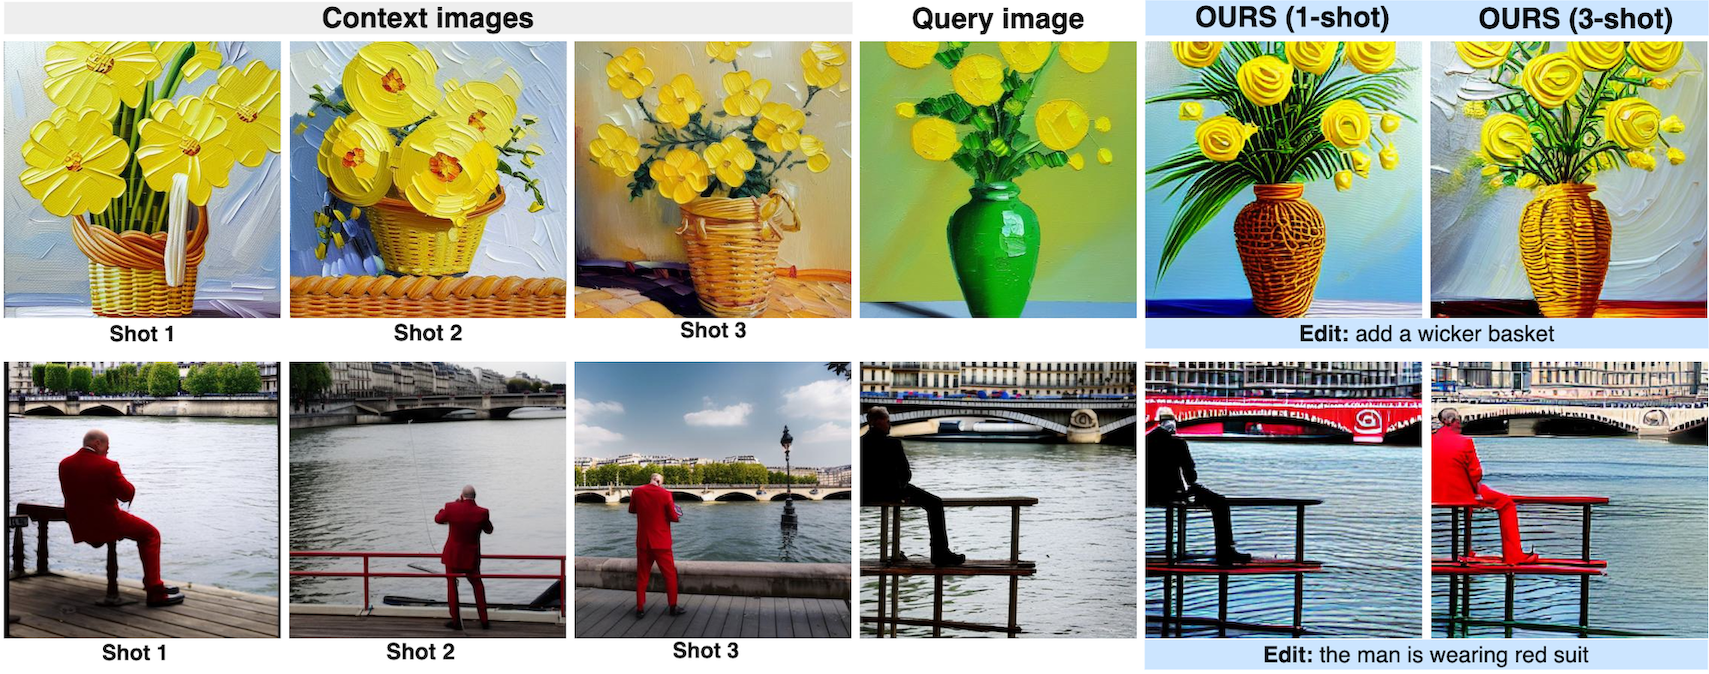 Context images
Query image
OURS (1-shot)
OURS (3-shot)
Shot 1
Shot 2
Shot 3
Edit: add a wicker basket
Shot 1
Shot 2
Shot 3
Edit: the man is wearing red suit